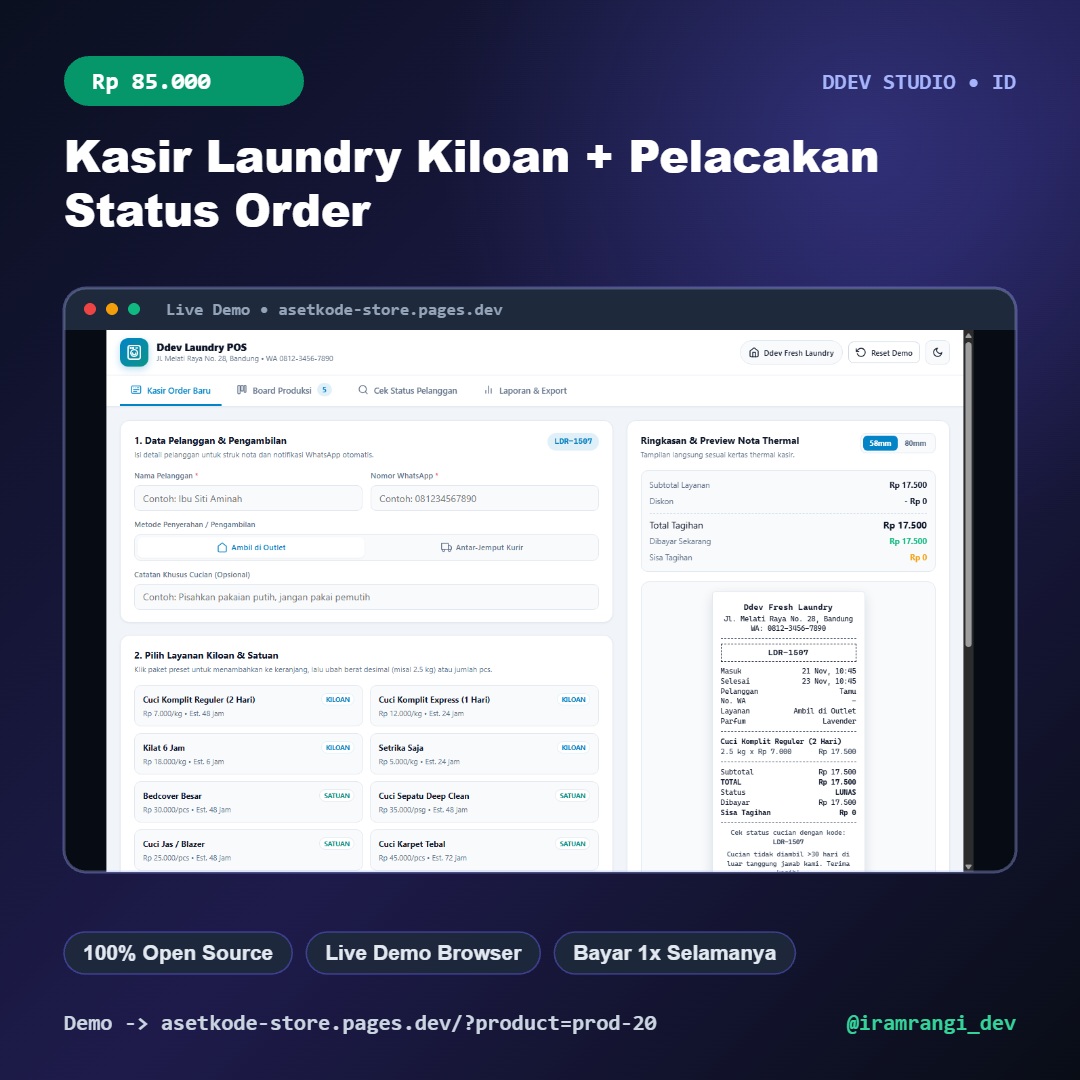 Rp 85.000
DDEV STUDIO • ID
Kasir Laundry Kiloan + Pelacakan
Status Order
Live Demo • asetkode-store.pages.dev
Ddev Laundry POS
Jl. Melati Raya No. 28, Bandung • WA 0812-3456-7890
Ddev Fresh Laundry
Reset Demo
Kasir Order Baru
Board Produksi 5
Cek Status Pelanggan
Laporan & Export
1. Data Pelanggan & Pengambilan
LDR-1507
Isi detail pelanggan untuk struk nota dan notifikasi WhatsApp otomatis.
Nama Pelanggan *
Nomor WhatsApp *
Contoh: Ibu Siti Aminah
Contoh: 081234567890
Metode Penyerahan / Pengambilan
Ambil di Outlet
Antar-Jemput Kurir
Catatan Khusus Cucian (Opsional)
Contoh: Pisahkan pakaian putih, jangan pakai pemutih
2. Pilih Layanan Kiloan & Satuan
Klik paket preset untuk menambahkan ke keranjang, lalu ubah berat desimal (misal 2.5 kg) atau jumlah pcs.
Cuci Komplit Reguler (2 Hari) KILOAN
Rp 7.000/kg • Est. 48 jam
Cuci Komplit Express (1 Hari) KILOAN
Rp 12.000/kg • Est. 24 jam
Kilat 6 Jam KILOAN
Rp 18.000/kg • Est. 6 jam
Setrika Saja KILOAN
Rp 5.000/kg • Est. 24 jam
Bedcover Besar SATUAN
Rp 30.000/pcs • Est. 48 jam
Cuci Sepatu Deep Clean SATUAN
Rp 35.000/psg • Est. 48 jam
Cuci Jas / Blazer SATUAN
Rp 25.000/pcs • Est. 48 jam
Cuci Karpet Tebal SATUAN
Rp 45.000/pcs • Est. 72 jam
Ringkasan & Preview Nota Thermal
58mm 80mm
Tampilan langsung sesuai kertas thermal kasir.
Subtotal Layanan Rp 17.500
Diskon - Rp 0
Total Tagihan Rp 17.500
Dibayar Sekarang Rp 17.500
Sisa Tagihan Rp 0
Ddev Fresh Laundry
Jl. Melati Raya No. 28, Bandung
WA: 0812-3456-7890
LDR-1507
Masuk 21 Nov, 10:45
Selesai 23 Nov, 10:45
Pelanggan Tamu
No. WA -
Layanan Ambil di Outlet
Parfum Lavender
Cuci Komplit Reguler (2 Hari)
2.5 kg x Rp 7.000 Rp 17.500
Subtotal Rp 17.500
TOTAL Rp 17.500
Status LUNAS
Dibayar Rp 17.500
Sisa Tagihan Rp 0
Cek status cucian dengan kode:
LDR-1507
Cucian tidak diambil >30 hari di
luar tanggung jawab kami. Terima
100% Open Source
Live Demo Browser
Bayar 1x Selamanya
Demo -> asetkode-store.pages.dev/?product=prod-20
@iramrangi_dev